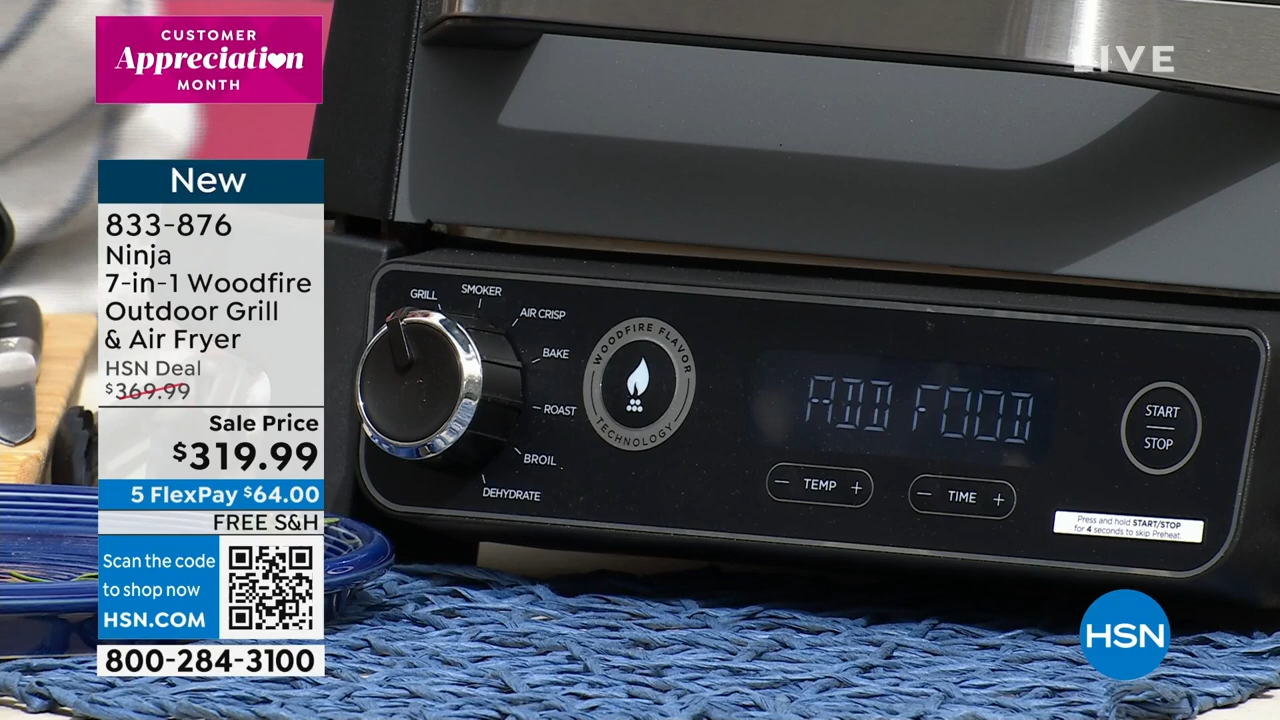 CUSTOMER
Appreciation
MONTH
LIVE
New
833-876
Ninja
7-in-1 Woodfire
Outdoor Grill
& Air Fryer
HSN Deal
$369.99
Sale Price
$319.99
5 FlexPay $64.00
FREE S&H
Scan the code
to shop now
HSN.COM
800-284-3100
GRILL
SMOKER
AIR CRISP
BAKE
ROAST
BROIL
DEHYDRATE
WOODFIRE FLAVOR
TECHNOLOGY
ADD FOOD
− TEMP +
− TIME +
START
STOP
Press and hold START/STOP
for 4 seconds to skip Preheat.
HSN